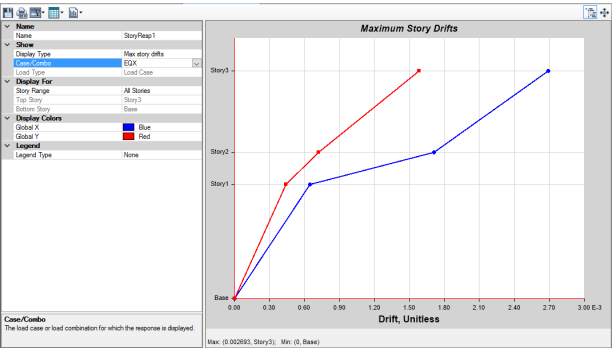 Name
Name StoryResp1
Show
Display Type Max story drifts
Case/Combo EQX
Load Type Load Case
Display For
Story Range All Stories
Top Story Story3
Bottom Story Base
Display Colors
Global X Blue
Global Y Red
Legend
Legend Type None
Case/Combo
The load case or load combination for which the response is displayed.
Maximum Story Drifts
Story3
Story2
Story1
Base
0.00 0.30 0.60 0.90 1.20 1.50 1.80 2.10 2.40 2.70 3.00 E-3
Drift, Unitless
Max: (0.002693, Story3); Min: (0, Base)